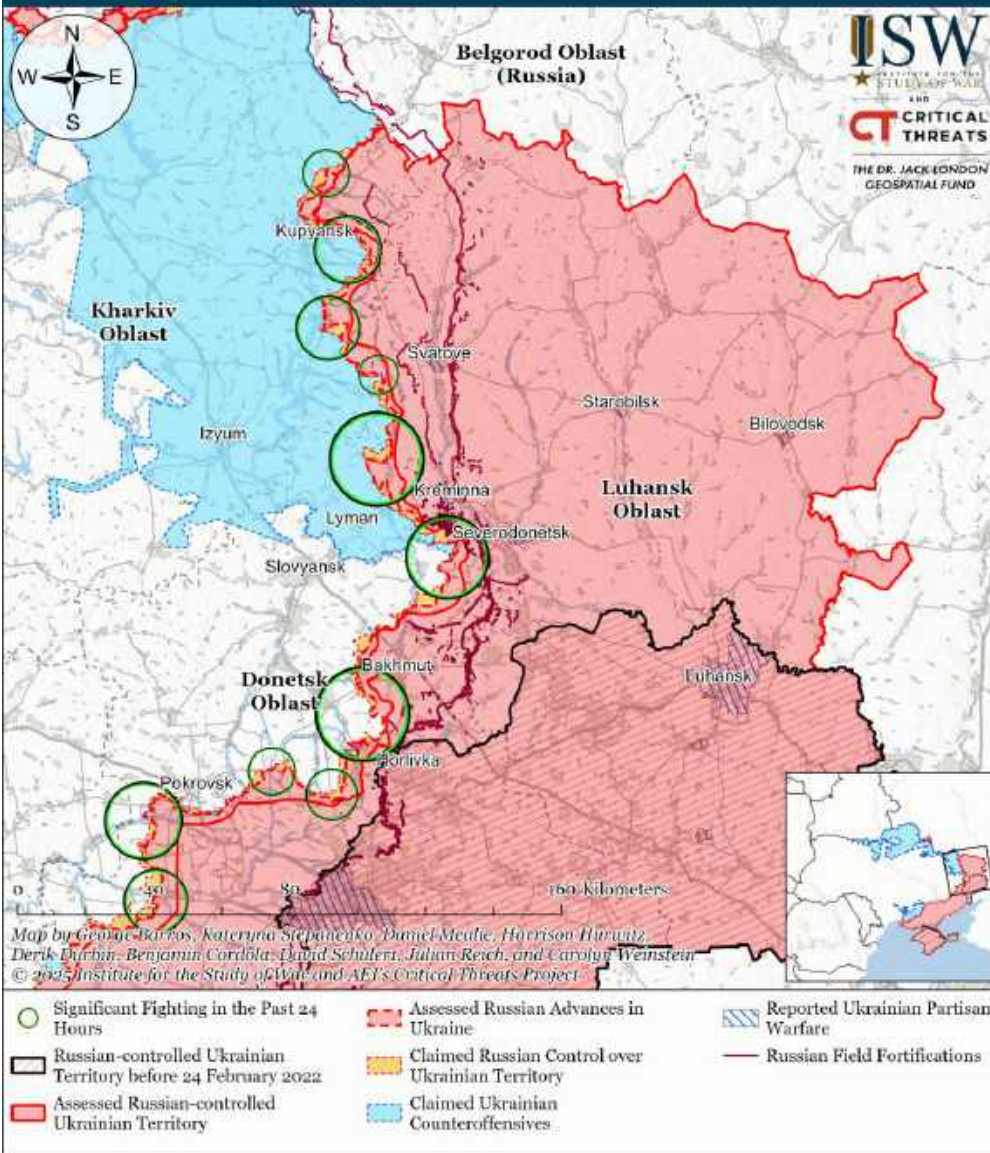 N
W E
S
Belgorod Oblast
(Russia)
ISW
INSTITUTE FOR THE
STUDY OF WAR
AND
CT CRITICAL
THREATS
THE DR. JACK LONDON
GEOSPATIAL FUND
Kupyansk
Kharkiv
Oblast
Svatove
Starobilsk
Bilovodsk
Izyum
Kreminna
Luhansk
Oblast
Lyman
Severodonetsk
Slovyansk
Bakhmut
Luhansk
Donetsk
Oblast
Horlivka
Pokrovsk
0 40 80 160 Kilometers
Map by George Barros, Kateryna Stepanenko, Daniel Mealie, Harrison Hurwitz,
Derik Durbin, Benjamin Cordola, David Schulert, Julian Reich, and Carolyn Weinstein
© 2025 Institute for the Study of War and AEI's Critical Threats Project
Significant Fighting in the Past 24
Hours
Russian-controlled Ukrainian
Territory before 24 February 2022
Assessed Russian-controlled
Ukrainian Territory
Assessed Russian Advances in
Ukraine
Claimed Russian Control over
Ukrainian Territory
Claimed Ukrainian
Counteroffensives
Reported Ukrainian Partisan
Warfare
Russian Field Fortifications